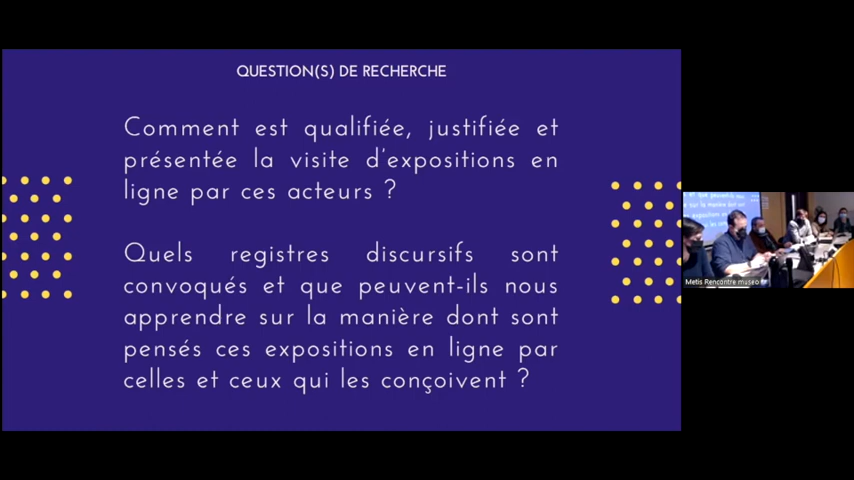 QUESTION(S) DE RECHERCHE
Comment est qualifiée, justifiée et
présentée la visite d'expositions en
ligne par ces acteurs ?
Quels registres discursifs sont
convoqués et que peuvent-ils nous
apprendre sur la manière dont sont
pensés ces expositions en ligne par
celles et ceux qui les conçoivent ?
Metis Rencontre museo